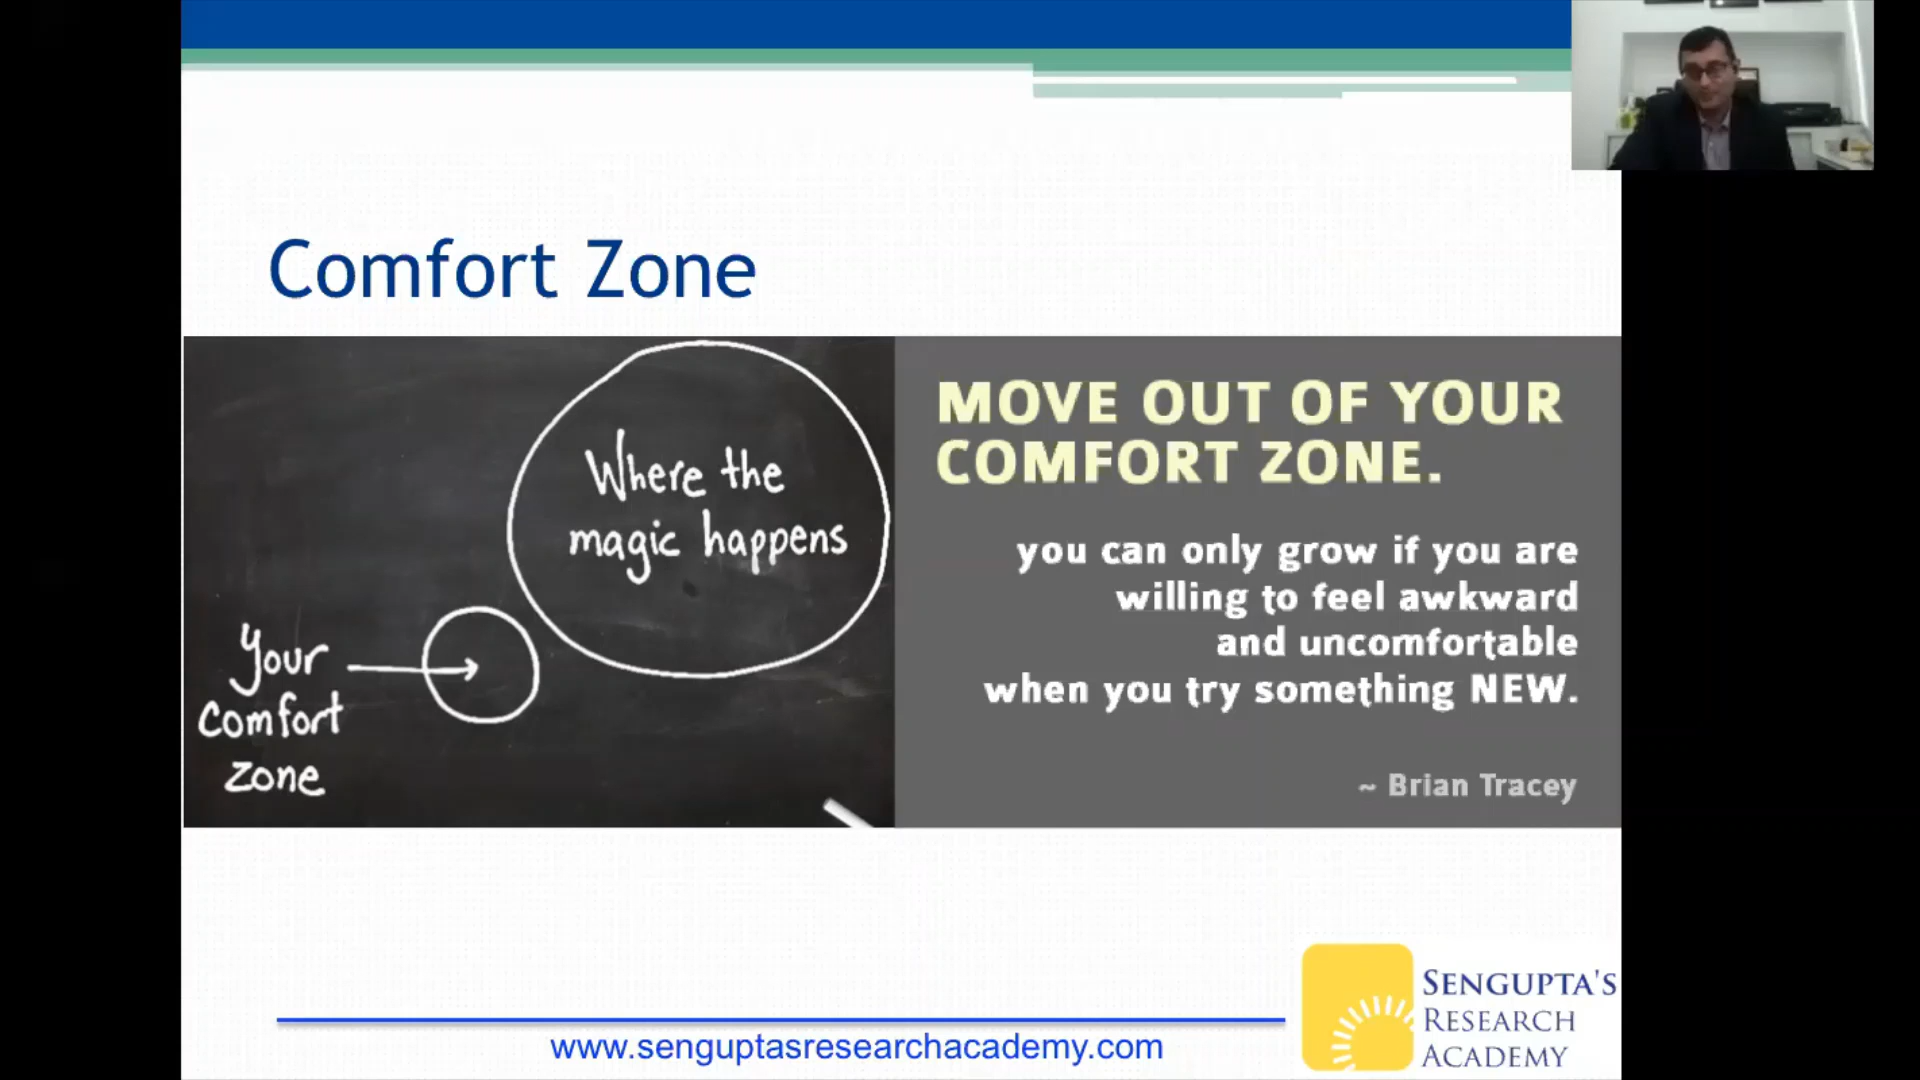 Comfort Zone
Where the
magic happens
Your
comfort
zone
MOVE OUT OF YOUR
COMFORT ZONE.
you can only grow if you are
willing to feel awkward
and uncomfortable
when you try something NEW.
~ Brian Tracey
www.senguptasresearchacademy.com
SENGUPTA'S
RESEARCH
ACADEMY